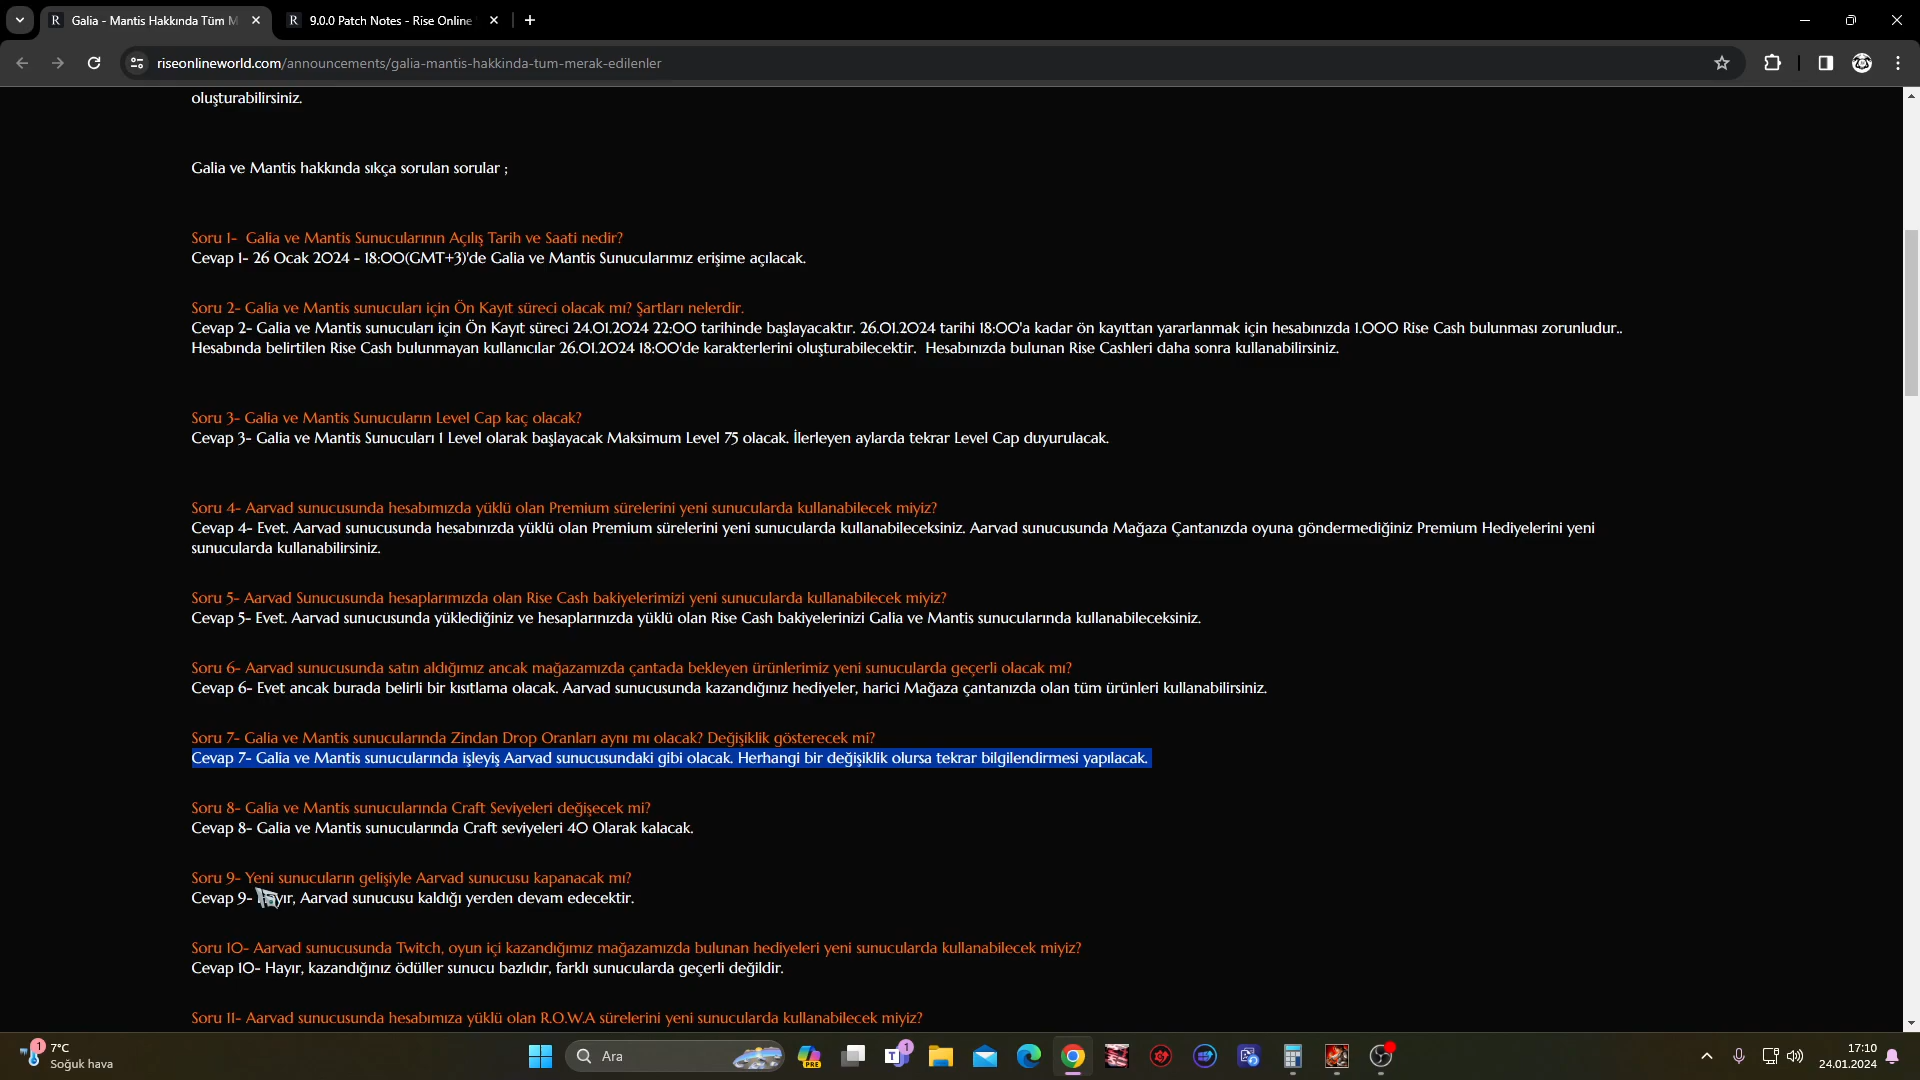 Galia - Mantis Hakkında Tüm M
9.0.0 Patch Notes - Rise Online
riseonlineworld.com/announcements/galia-mantis-hakkinda-tum-merak-edilenler
oluşturabilirsiniz.
Galia ve Mantis hakkında sıkça sorulan sorular ;
Soru 1- Galia ve Mantis Sunucularının Açılış Tarih ve Saati nedir?
Cevap 1- 26 Ocak 2024 - 18:00(GMT+3)'de Galia ve Mantis Sunucularımız erişime açılacak.
Soru 2- Galia ve Mantis sunucuları için Ön Kayıt süreci olacak mı? Şartları nelerdir.
Cevap 2- Galia ve Mantis sunucuları için Ön Kayıt süreci 24.01.2024 22:00 tarihinde başlayacaktır. 26.01.2024 tarihi 18:00'a kadar ön kayıttan yararlanmak için hesabınızda 1.000 Rise Cash bulunması zorunludur..
Hesabında belirtilen Rise Cash bulunmayan kullanıcılar 26.01.2024 18:00'de karakterlerini oluşturabilecektir. Hesabınızda bulunan Rise Cashleri daha sonra kullanabilirsiniz.
Soru 3- Galia ve Mantis Sunucuların Level Cap kaç olacak?
Cevap 3- Galia ve Mantis Sunucuları 1 Level olarak başlayacak Maksimum Level 75 olacak. İlerleyen aylarda tekrar Level Cap duyurulacak.
Soru 4- Aarvad sunucusunda hesabımızda yüklü olan Premium sürelerini yeni sunucularda kullanabilecek miyiz?
Cevap 4- Evet. Aarvad sunucusunda hesabınızda yüklü olan Premium sürelerini yeni sunucularda kullanabileceksiniz. Aarvad sunucusunda Mağaza Çantanızda oyuna göndermediğiniz Premium Hediyelerini yeni
sunucularda kullanabilirsiniz.
Soru 5- Aarvad Sunucusunda hesaplarımızda olan Rise Cash bakiyelerimizi yeni sunucularda kullanabilecek miyiz?
Cevap 5- Evet. Aarvad sunucusunda yüklediğiniz ve hesaplarınızda yüklü olan Rise Cash bakiyelerinizi Galia ve Mantis sunucularında kullanabileceksiniz.
Soru 6- Aarvad sunucusunda satın aldığımız ancak mağazamızda çantada bekleyen ürünlerimiz yeni sunucularda geçerli olacak mı?
Cevap 6- Evet ancak burada belirli bir kısıtlama olacak. Aarvad sunucusunda kazandığınız hediyeler, harici Mağaza çantanızda olan tüm ürünleri kullanabilirsiniz.
Soru 7- Galia ve Mantis sunucularında Zindan Drop Oranları aynı mı olacak? Değişiklik gösterecek mi?
Cevap 7- Galia ve Mantis sunucularında işleyiş Aarvad sunucusundaki gibi olacak. Herhangi bir değişiklik olursa tekrar bilgilendirmesi yapılacak.
Soru 8- Galia ve Mantis sunucularında Craft Seviyeleri değişecek mi?
Cevap 8- Galia ve Mantis sunucularında Craft seviyeleri 40 Olarak kalacak.
Soru 9- Yeni sunucuların gelişiyle Aarvad sunucusu kapanacak mı?
Cevap 9- Hayır, Aarvad sunucusu kaldığı yerden devam edecektir.
Soru 10- Aarvad sunucusunda Twitch, oyun içi kazandığımız mağazamızda bulunan hediyeleri yeni sunucularda kullanabilecek miyiz?
Cevap 10- Hayır, kazandığınız ödüller sunucu bazlıdır, farklı sunucularda geçerli değildir.
Soru 11- Aarvad sunucusunda hesabımıza yüklü olan R.O.W.A sürelerini yeni sunucularda kullanabilecek miyiz?
1
7°C
Soğuk hava
Ara
PRE
1
17:10
24.01.2024